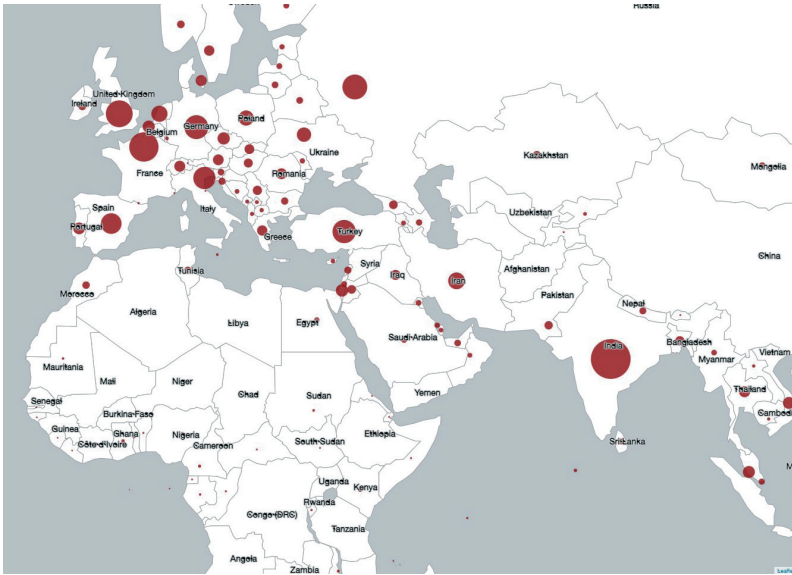 Russia
United-Kingdom
Ireland
Poland
Germany
Belgium
Ukraine
Kazakhstan
Mongolia
France
Romania
Spain
Italy
Uzbekistan
Portugal
Greece
Turkey
China
Syria
Afghanistan
Tunisia
Iraq
Iran
Morocco
Pakistan
Nepal
Algeria
Libya
Egypt
Saudi-Arabia
Bangladesh
India
Vietnam
Myanmar
Mauritania
Mali
Niger
Thailand
Chad
Sudan
Yemen
Senegal
Burkina-Faso
Cambodi
Guinea
Ghana
Nigeria
Ethiopia
Côte-d'Ivoire
Cameroon
South-Sudan
Sri-Lanka
M
Uganda
Kenya
Rwanda
Congo-(DRC)
Tanzania
Angola
Zambia
Leafle